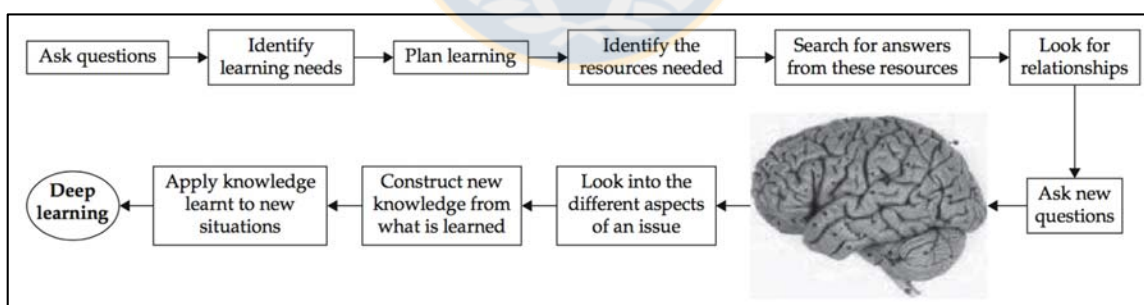 Ask questions
Identify
learning needs
Plan learning
Identify the
resources needed
Search for answers
from these resources
Look for
relationships
Ask new
questions
Look into the
different aspects
of an issue
Construct new
knowledge from
what is learned
Apply knowledge
learnt to new
situations
Deep
learning